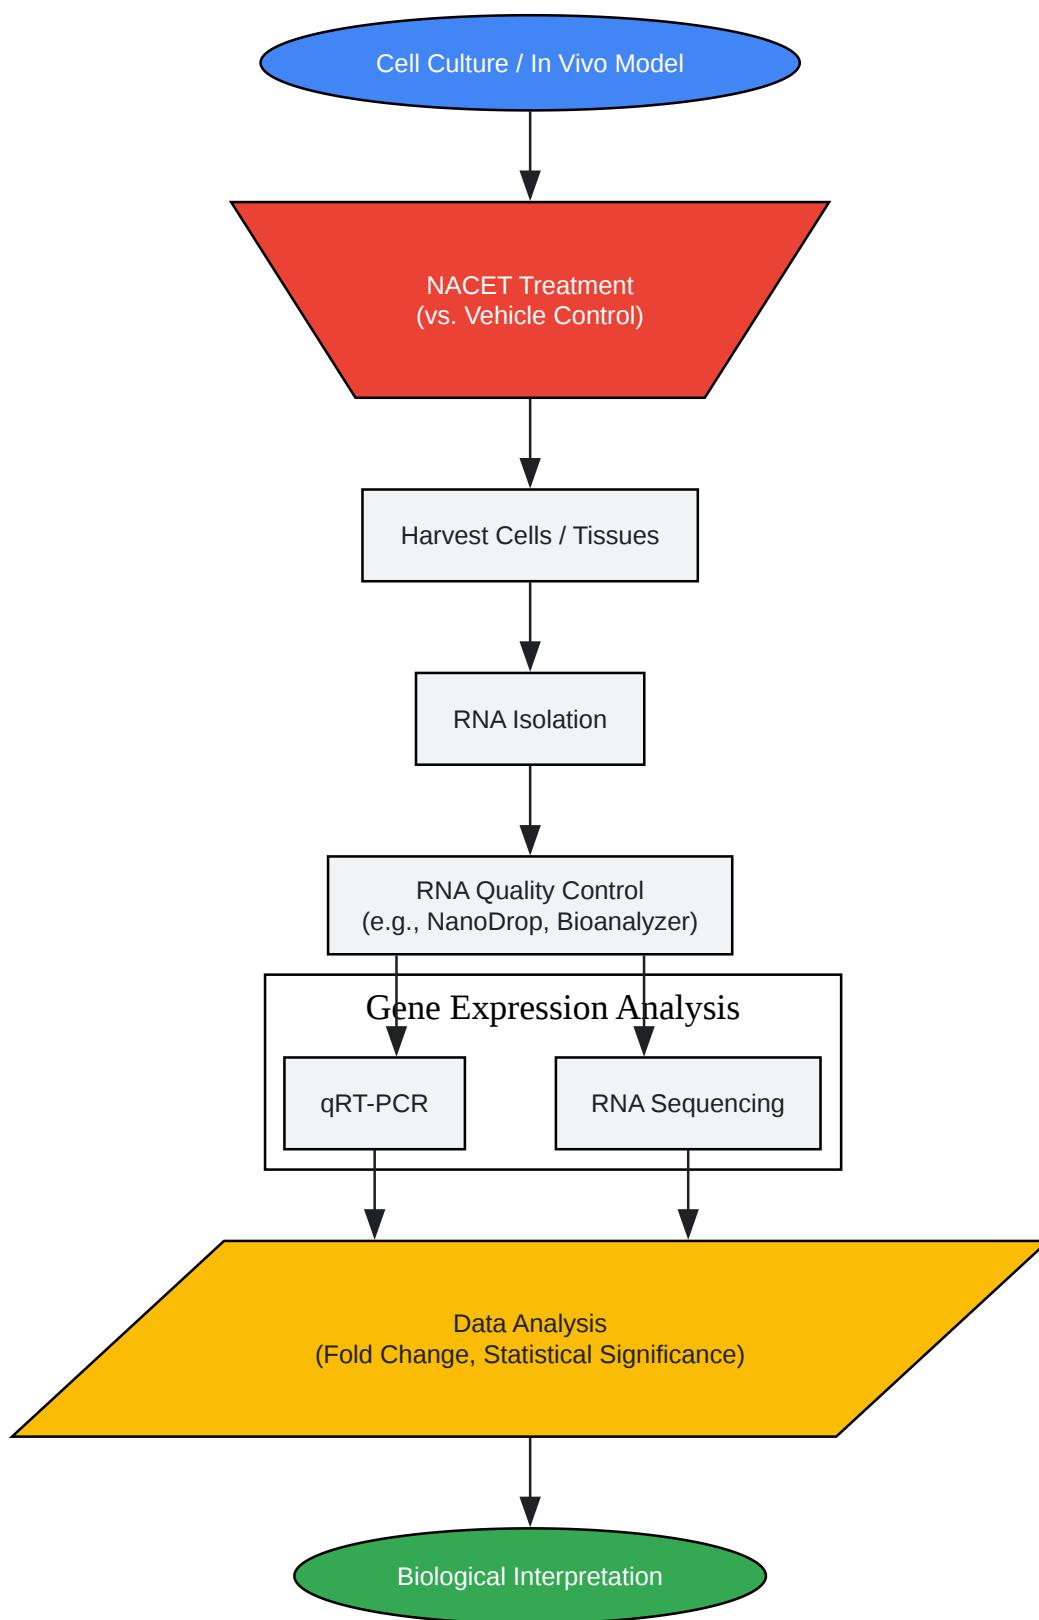 Cell Culture / In Vivo Model
NACET Treatment
(vs. Vehicle Control)
Harvest Cells / Tissues
RNA Isolation
RNA Quality Control
(e.g., NanoDrop, Bioanalyzer)
Gene Expression Analysis
qRT-PCR
RNA Sequencing
Data Analysis
(Fold Change, Statistical Significance)
Biological Interpretation